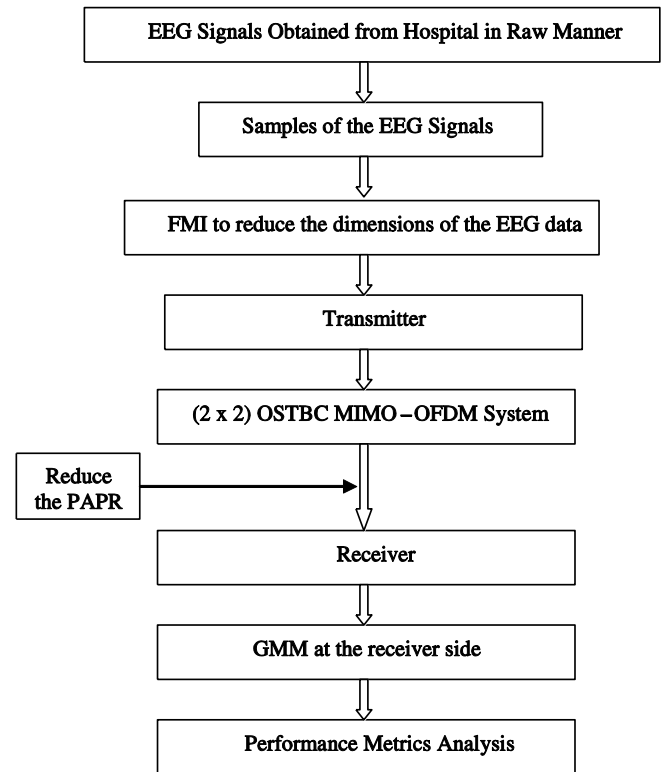 EEG Signals Obtained from Hospital in Raw Manner
Samples of the EEG Signals
FMI to reduce the dimensions of the EEG data
Transmitter
(2 x 2) OSTBC MIMO–OFDM System
Reduce
the PAPR
Receiver
GMM at the receiver side
Performance Metrics Analysis